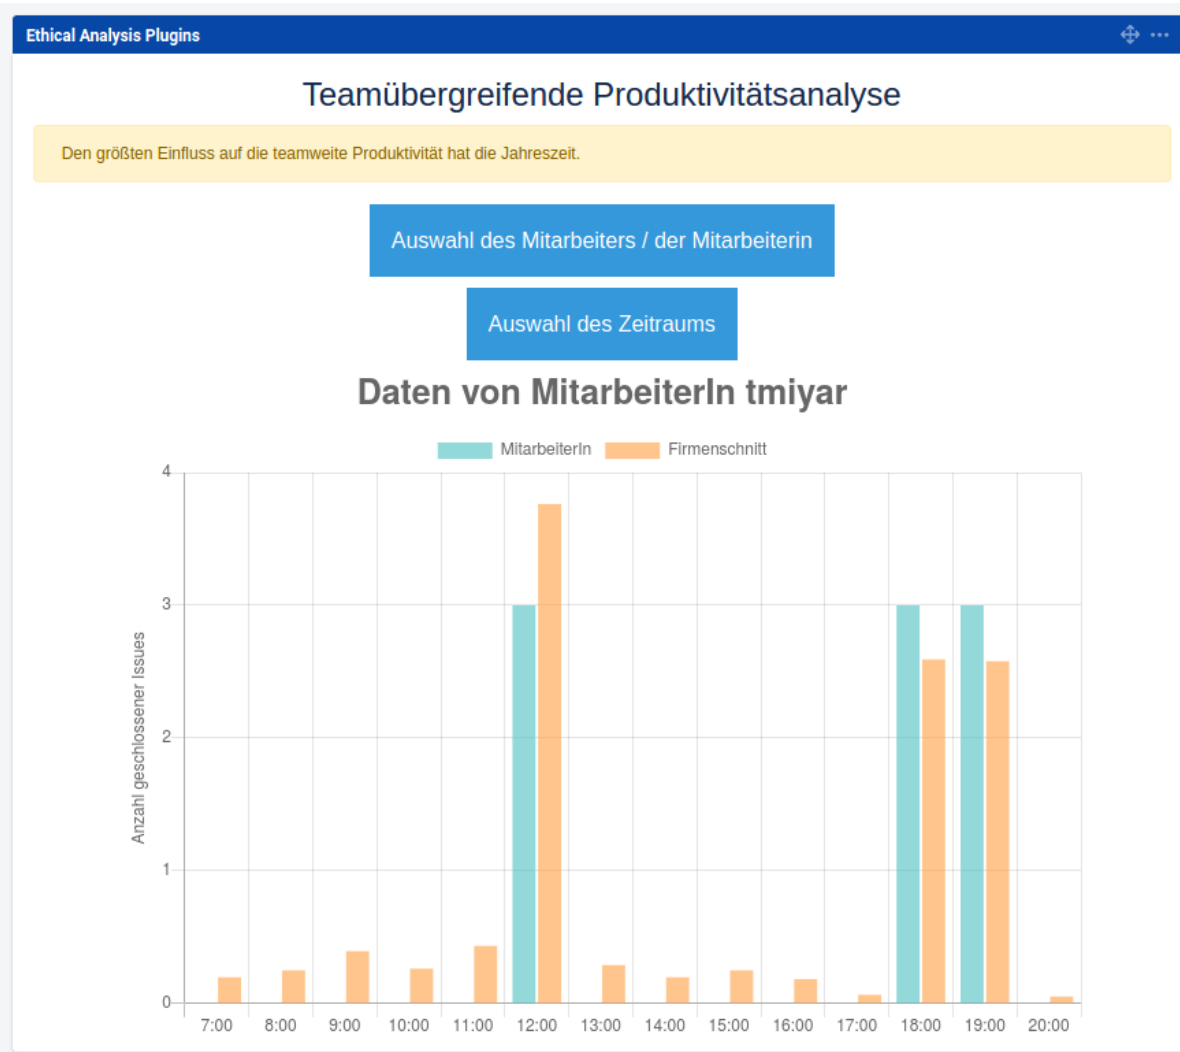 Ethical Analysis Plugins
Teamübergreifende Produktivitätsanalyse
Den größten Einfluss auf die teamweite Produktivität hat die Jahreszeit.
Auswahl des Mitarbeiters / der Mitarbeiterin
Auswahl des Zeitraums
Daten von MitarbeiterIn tmiyar
MitarbeiterIn Firmenschnitt
Anzahl geschlossener Issues
4
3
2
1
0
7:00 8:00 9:00 10:00 11:00 12:00 13:00 14:00 15:00 16:00 17:00 18:00 19:00 20:00